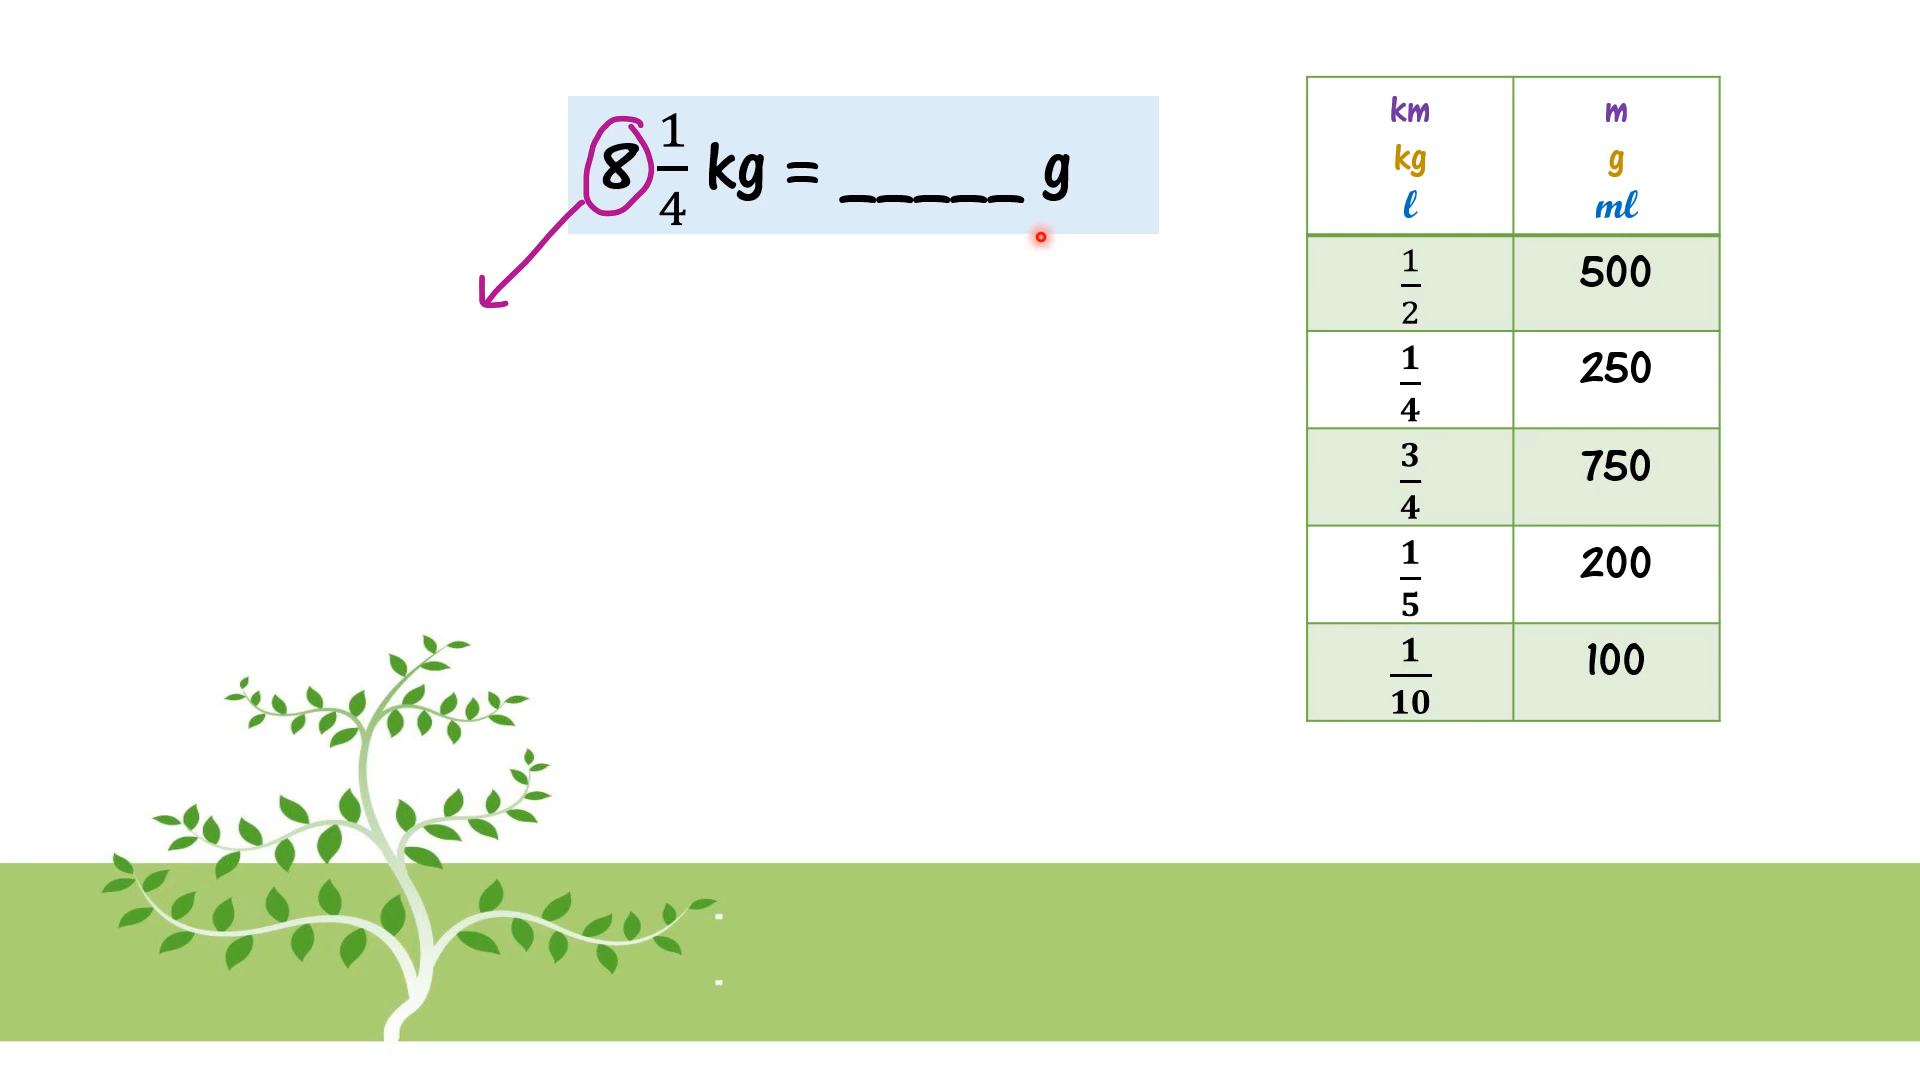 8 1/4 kg = _____ g
km m
kg g
l ml
1/2 500
1/4 250
3/4 750
1/5 200
1/10 100